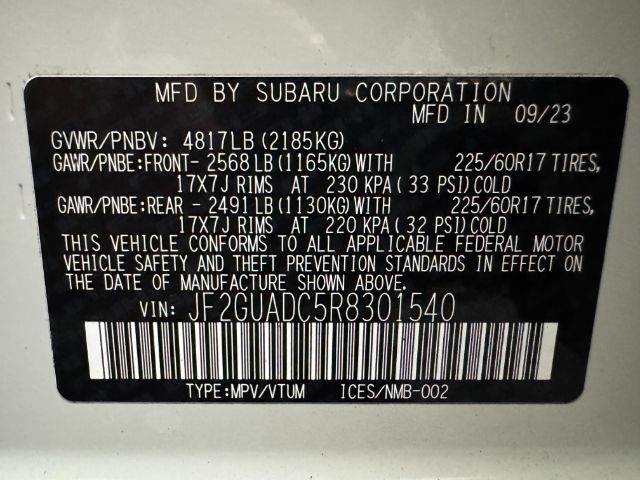 MFD BY SUBARU CORPORATION
MFD IN 09/23
GVWR/PNBV: 4817LB (2185KG)
GAWR/PNBE:FRONT- 2568 LB (1165KG) WITH 225/60R17 TIRES,
17X7J RIMS AT 230 KPA ( 33 PSI) COLD
GAWR/PNBE:REAR - 2491 LB (1130KG) WITH 225/60R17 TIRES,
17X7J RIMS AT 220 KPA ( 32 PSI) COLD
THIS VEHICLE CONFORMS TO ALL APPLICABLE FEDERAL MOTOR
VEHICLE SAFETY AND THEFT PREVENTION STANDARDS IN EFFECT ON
THE DATE OF MANUFACTURE SHOWN ABOVE.
VIN: JF2GUADC5R8301540
TYPE:MPV/VTUM ICES/NMB-002